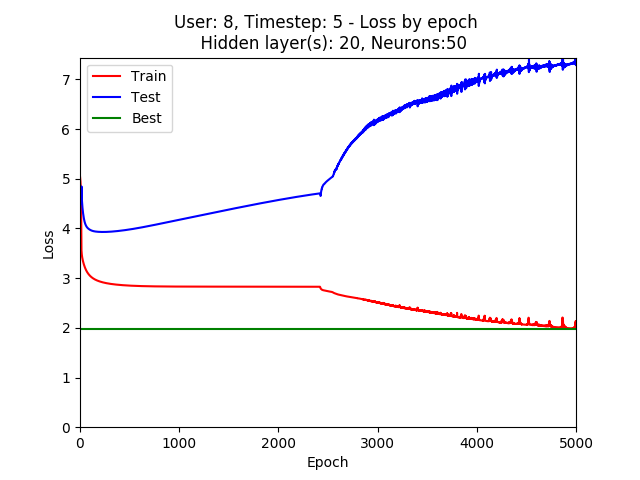 User: 8, Timestep: 5 - Loss by epoch
Hidden layer(s): 20, Neurons:50
Train
Test
Best
7
6
5
4
3
2
1
0
Loss
0 1000 2000 3000 4000 5000
Epoch